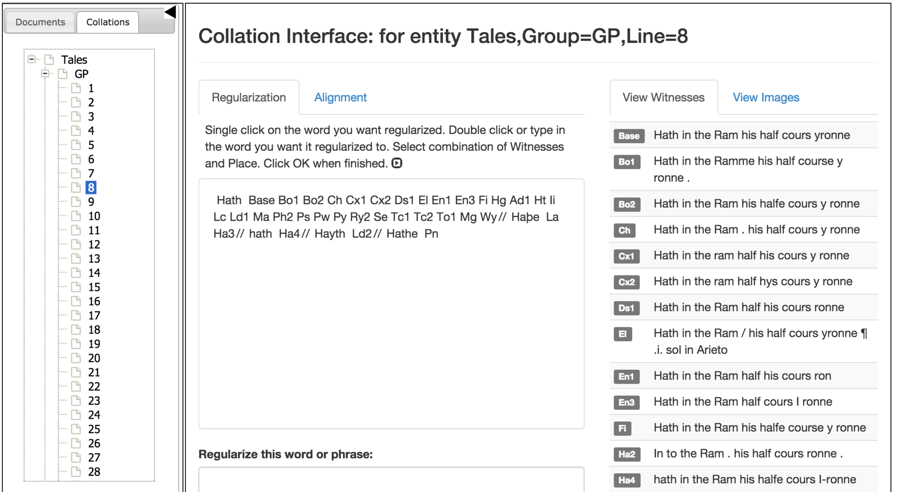 Documents
Collations
Tales
GP
1
2
3
4
5
6
7
8
9
10
11
12
13
14
15
16
17
18
19
20
21
22
23
24
25
26
27
28
Collation Interface: for entity Tales,Group=GP,Line=8
Regularization
Alignment
Single click on the word you want regularized. Double click or type in
the word you want it regularized to. Select combination of Witnesses
and Place. Click OK when finished.
Hath Base Bo1 Bo2 Ch Cx1 Cx2 Ds1 El En1 En3 Fi Hg Ad1 Ht Ii
Lc Ld1 Ma Ph2 Ps Pw Py Ry2 Se Tc1 Tc2 To1 Mg Wy// Haþe La
Ha3// hath Ha4// Hayth Ld2// Hathe Pn
Regularize this word or phrase:
View Witnesses
View Images
Base Hath in the Ram his half cours yronne
Bo1 Hath in the Ramme his half course y
ronne .
Bo2 Hath in the Ram his halfe cours y ronne
Ch Hath in the Ram . his half cours y ronne
Cx1 Hath in the ram half his cours y ronne
Cx2 Hath in the ram half hys cours y ronne
Ds1 Hath in the Ram half his cours ronne
El Hath in the Ram / his half cours yronne ¶
.i. sol in Arieto
En1 Hath in the Ram half his cours ron
En3 Hath in the Ram half cours I ronne
Fi Hath in the Ram his halfe course y ronne
Ha2 In to the Ram . his half cours ronne .
Ha4 hath in the Ram his halfe cours I-ronne